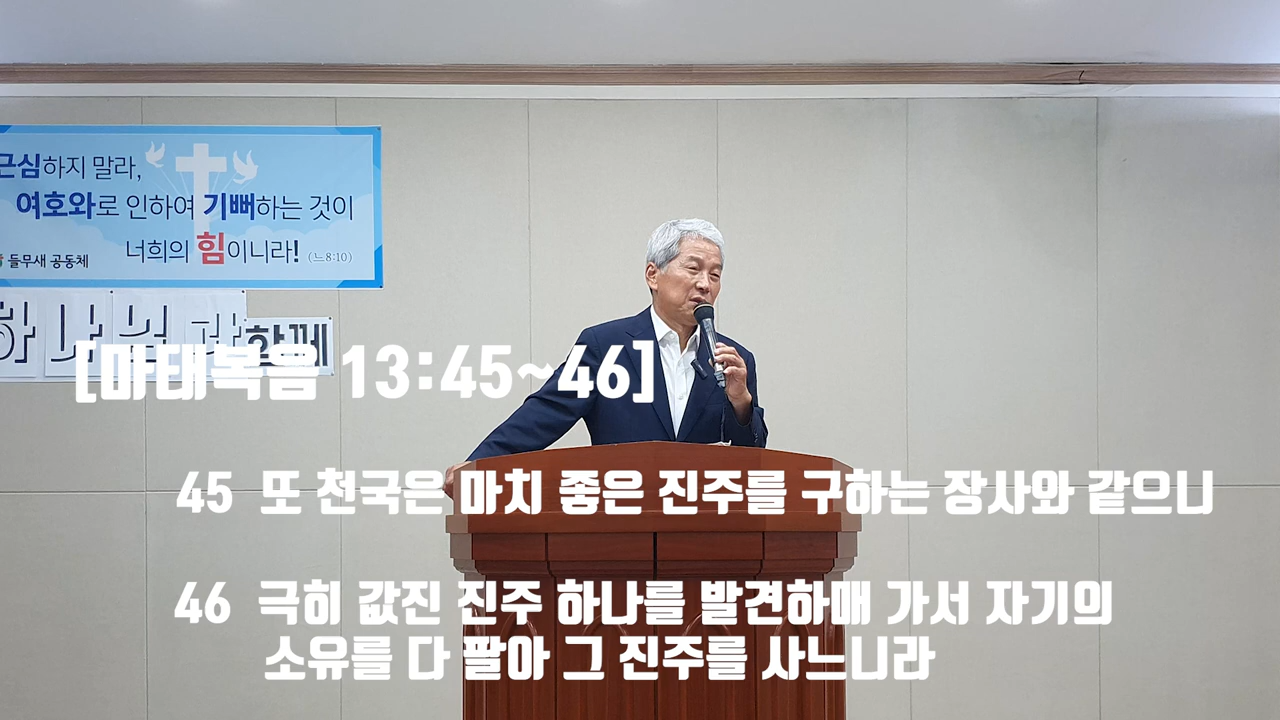 근심하지 말라,
여호와로 인하여 기뻐하는 것이
너희의 힘이니라! (느8:10)
들무새 공동체
하나님과 함께
[마태복음 13:45~46]
45 또 천국은 마치 좋은 진주를 구하는 장사와 같으니
46 극히 값진 진주 하나를 발견하매 가서 자기의
소유를 다 팔아 그 진주를 사느니라